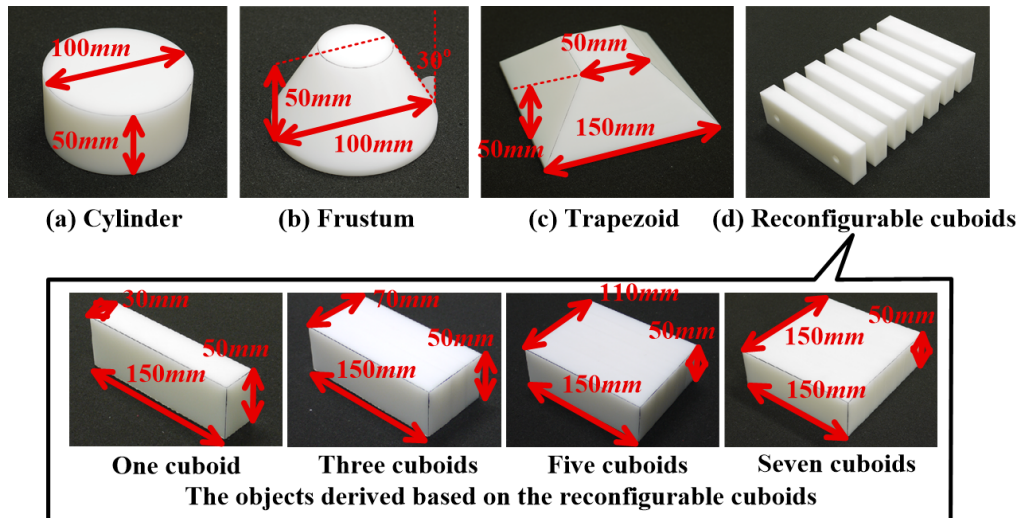 100mm
50mm
30°
50mm
100mm
50mm
50mm
150mm
(a) Cylinder
(b) Frustum
(c) Trapezoid
(d) Reconfigurable cuboids
30mm
50mm
150mm
70mm
50mm
150mm
110mm
50mm
150mm
50mm
150mm
150mm
One cuboid
Three cuboids
Five cuboids
Seven cuboids
The objects derived based on the reconfigurable cuboids